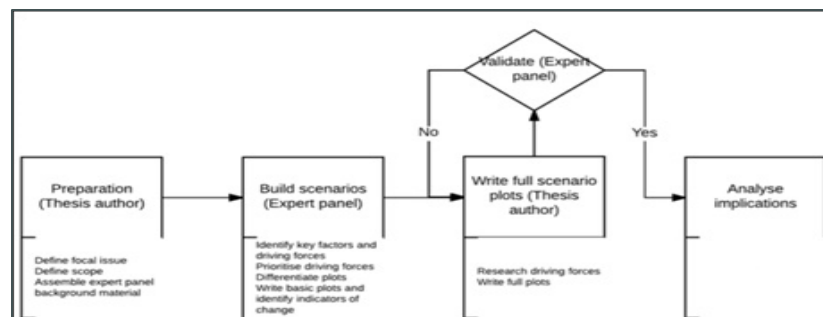 Validate (Expert
panel)
No
Yes
Preparation
(Thesis author)
Build scenarios
(Expert panel)
Write full scenario
plots (Thesis
author)
Analyse
implications
Define focal issue
Define scope
Assemble expert panel
background material
Identify key factors and
driving forces
Prioritise driving forces
Differentiate plots
Write basic plots and
identify indicators of
change
Research driving forces
Write full plots